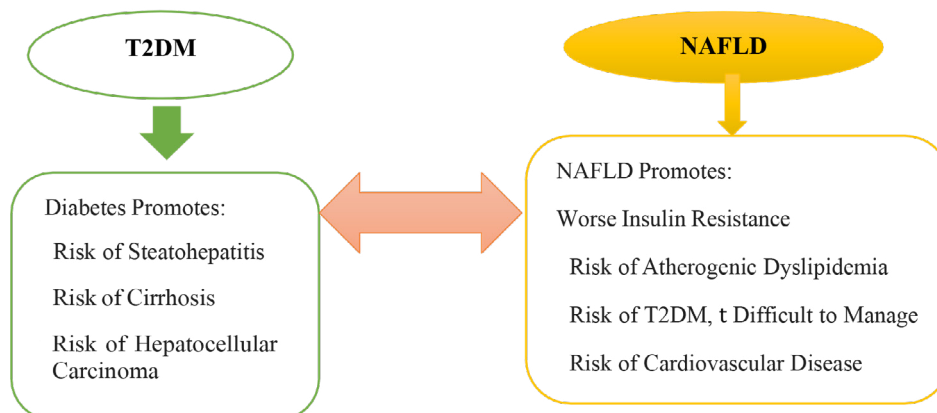 T2DM
NAFLD
Diabetes Promotes:
Risk of Steatohepatitis
Risk of Cirrhosis
Risk of Hepatocellular
Carcinoma
NAFLD Promotes:
Worse Insulin Resistance
Risk of Atherogenic Dyslipidemia
Risk of T2DM, t Difficult to Manage
Risk of Cardiovascular Disease